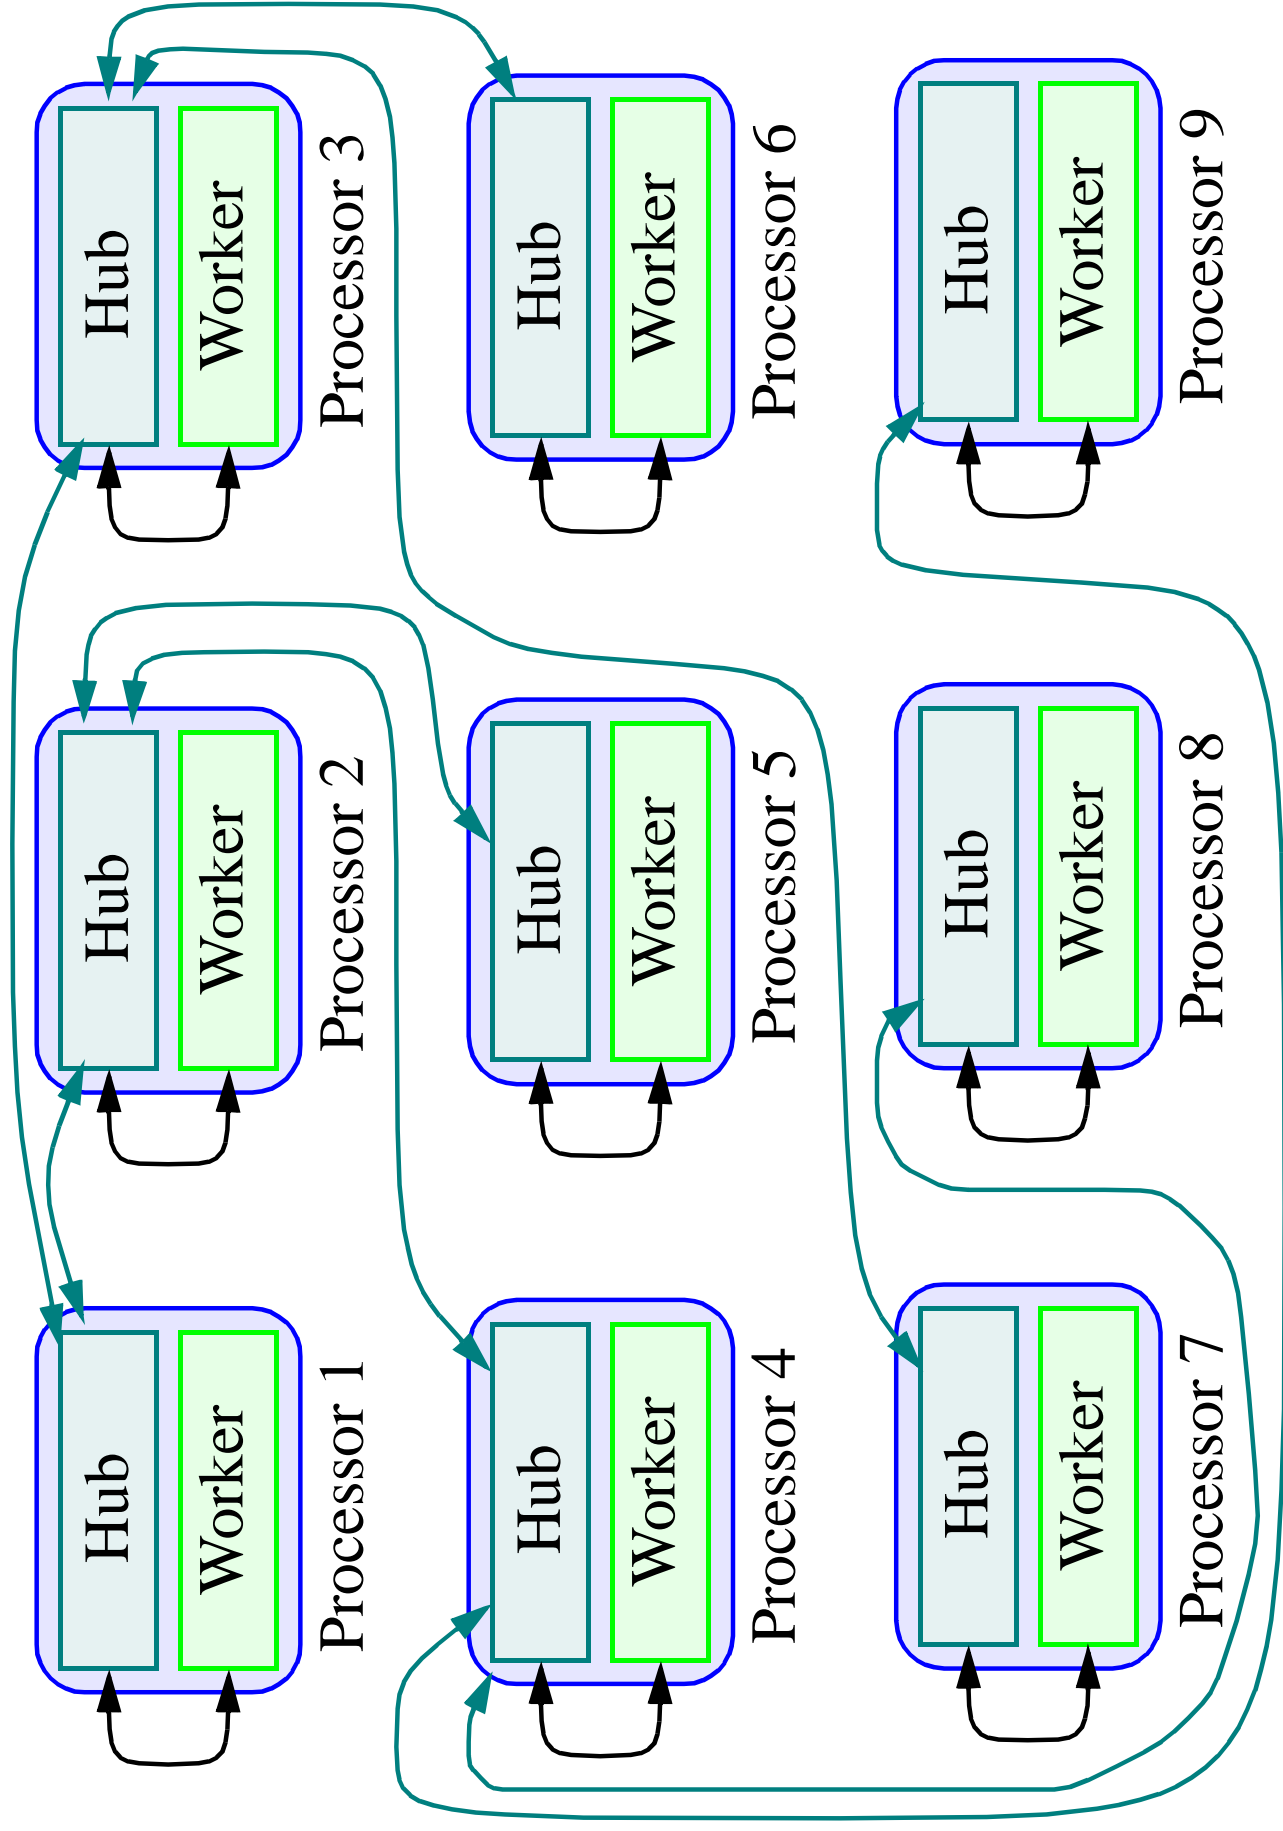 Hub
Worker
Processor 1
Hub
Worker
Processor 2
Hub
Worker
Processor 3
Hub
Worker
Processor 4
Hub
Worker
Processor 5
Hub
Worker
Processor 6
Hub
Worker
Processor 7
Hub
Worker
Processor 8
Hub
Worker
Processor 9